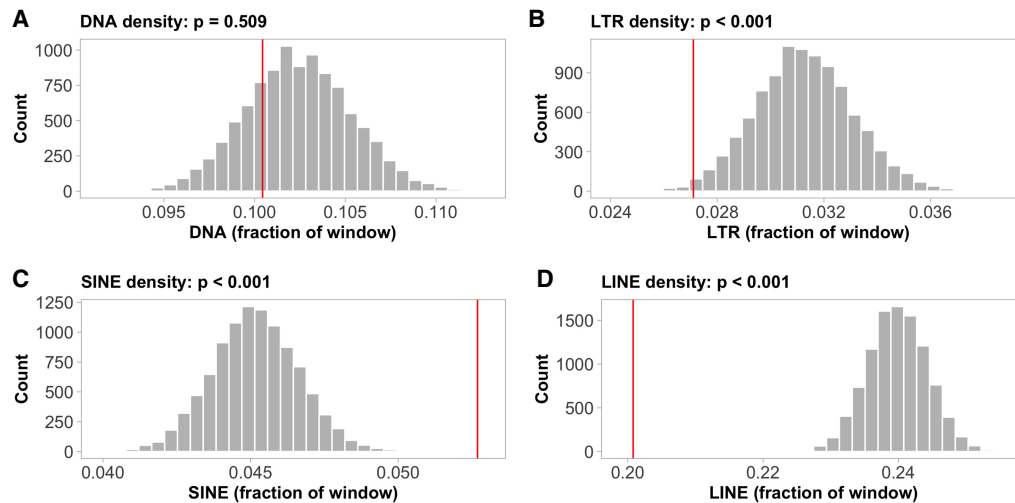 A
DNA density: p = 0.509
Count
1000
750
500
250
0
0.095 0.100 0.105 0.110
DNA (fraction of window)
B
LTR density: p < 0.001
Count
900
600
300
0
0.024 0.028 0.032 0.036
LTR (fraction of window)
C
SINE density: p < 0.001
Count
1250
1000
750
500
250
0
0.040 0.045 0.050
SINE (fraction of window)
D
LINE density: p < 0.001
Count
1500
1000
500
0
0.20 0.22 0.24
LINE (fraction of window)